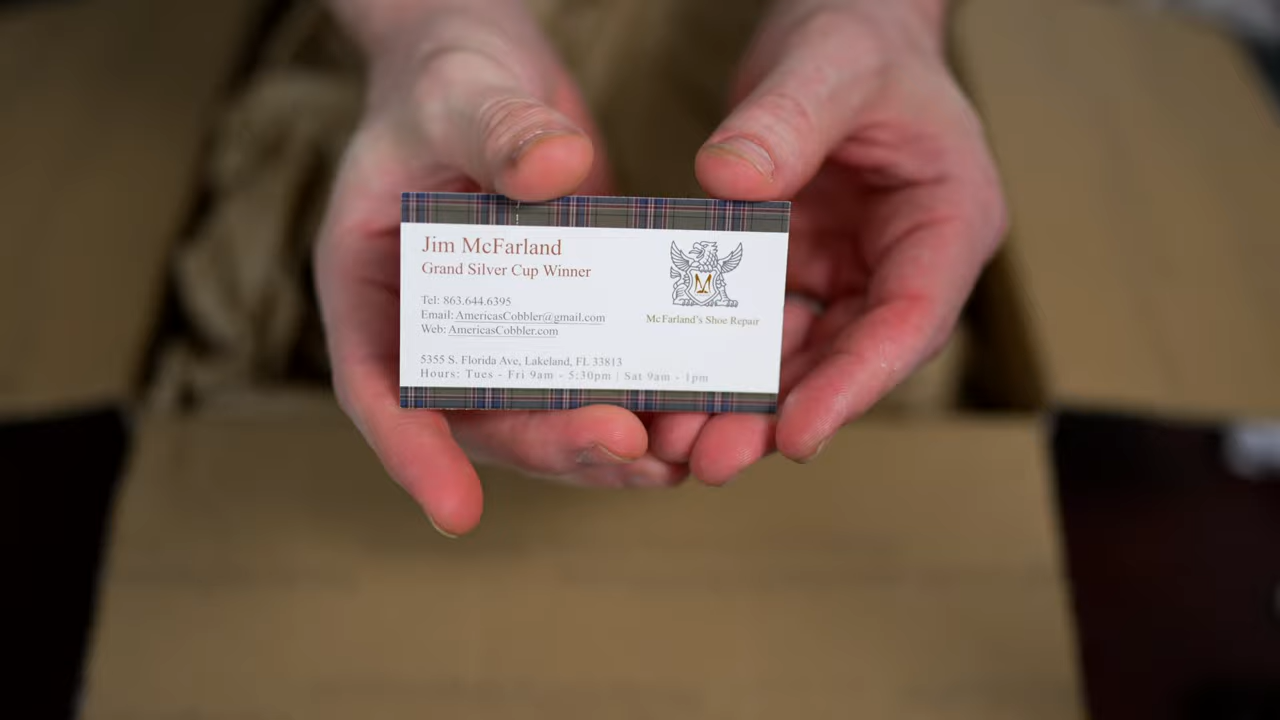 Jim McFarland
Grand Silver Cup Winner
Tel: 863.644.6395
Email: AmericasCobbler@gmail.com
Web: AmericasCobbler.com
M
McFarland's Shoe Repair
5355 S. Florida Ave, Lakeland, FL 33813
Hours: Tues - Fri 9am - 5:30pm | Sat 9am - 1pm